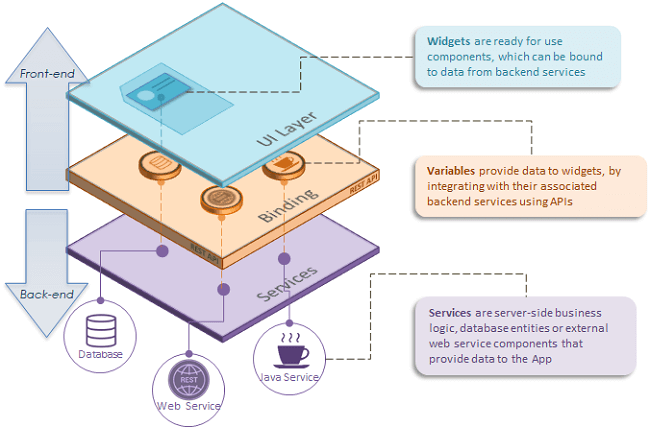 Front-end
Widgets are ready for use
components, which can be bound
to data from backend services
UI Layer
Variables provide data to widgets, by
integrating with their associated
backend services using APIs
REST API
Binding
REST API
Back-end
Services
Services are server-side business
logic, database entities or external
web service components that
provide data to the App
Database
REST
Web Service
Java Service